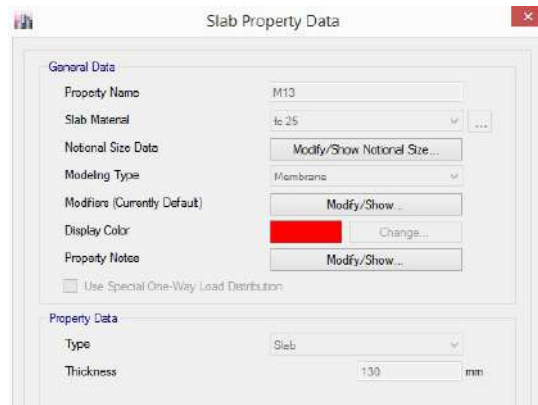 Slab Property Data
General Data
Property Name M13
Slab Material fc 25 ...
Notional Size Data Modify/Show Notional Size...
Modeling Type Membrane
Modifiers (Currently Default) Modify/Show...
Display Color Change...
Property Notes Modify/Show...
Use Special One-Way Load Distribution
Property Data
Type Slab
Thickness 130 mm